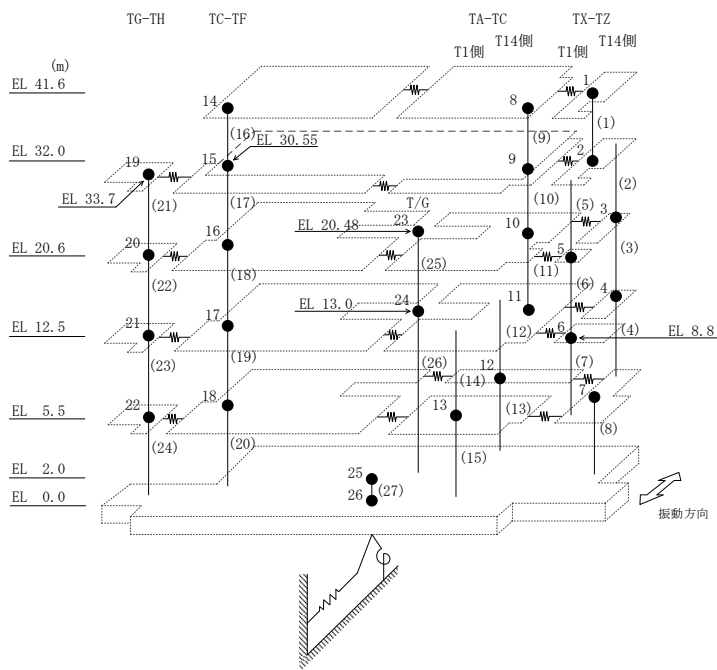 TG-TH TC-TF TA-TC TX-TZ
T1側 T14側 T1側 T14側
(m)
EL 41.6
14 8 1
(16) (9) (1)
EL 30.55
EL 32.0
19 15 9 2
EL 33.7
(21) (17) (10) (2)
T/G
23
EL 20.48
16 10 (5) 3
EL 20.6
20 (25) (11) 5 (3)
(22) (18)
EL 13.0
24 11 (6) 4
EL 12.5
21 17 (12) 6 (4)
EL 8.8
(23) (19) (26) 12 (7)
(14) 7
EL 5.5
22 18 13 (13)
(24) (20) (15) (8)
EL 2.0
25
(27)
EL 0.0
26
振動方向